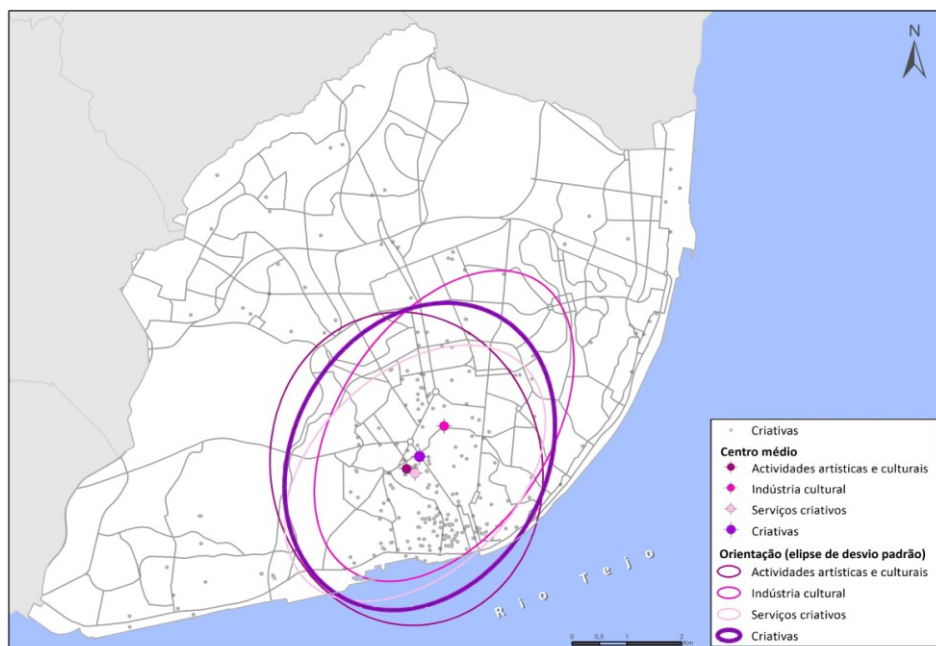 N
Criativas
Centro médio
Actividades artísticas e culturais
Indústria cultural
Serviços criativos
Criativas
Orientação (elipse de desvio padrão)
Actividades artísticas e culturais
Indústria cultural
Serviços criativos
Criativas
Rio Tejo
0 0,5 1 2
Km